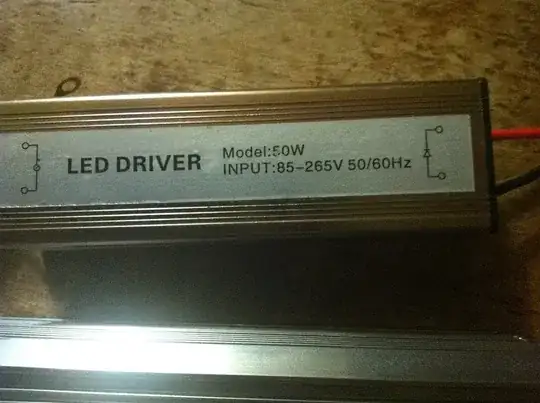 LED DRIVER
Model:50W
INPUT:85-265V 50/60Hz